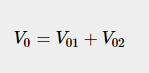 V₀ = V₀₁ + V₀₂